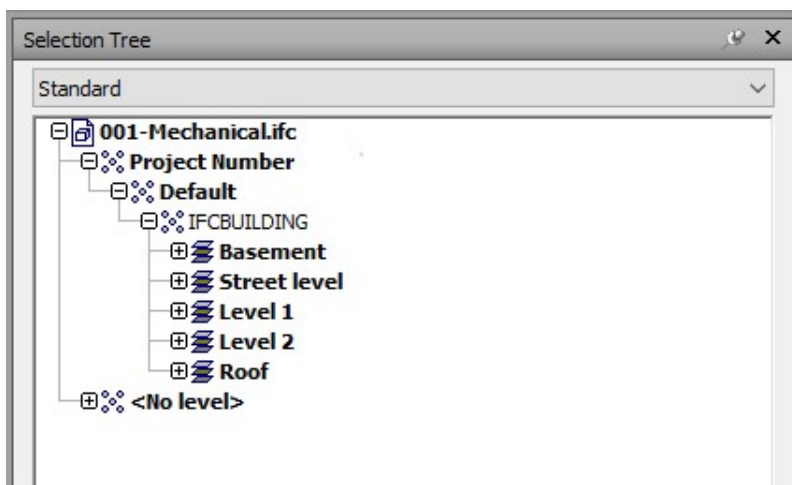 Selection Tree
Standard
001-Mechanical.ifc
Project Number
Default
IFCBUILDING
Basement
Street level
Level 1
Level 2
Roof
<No level>